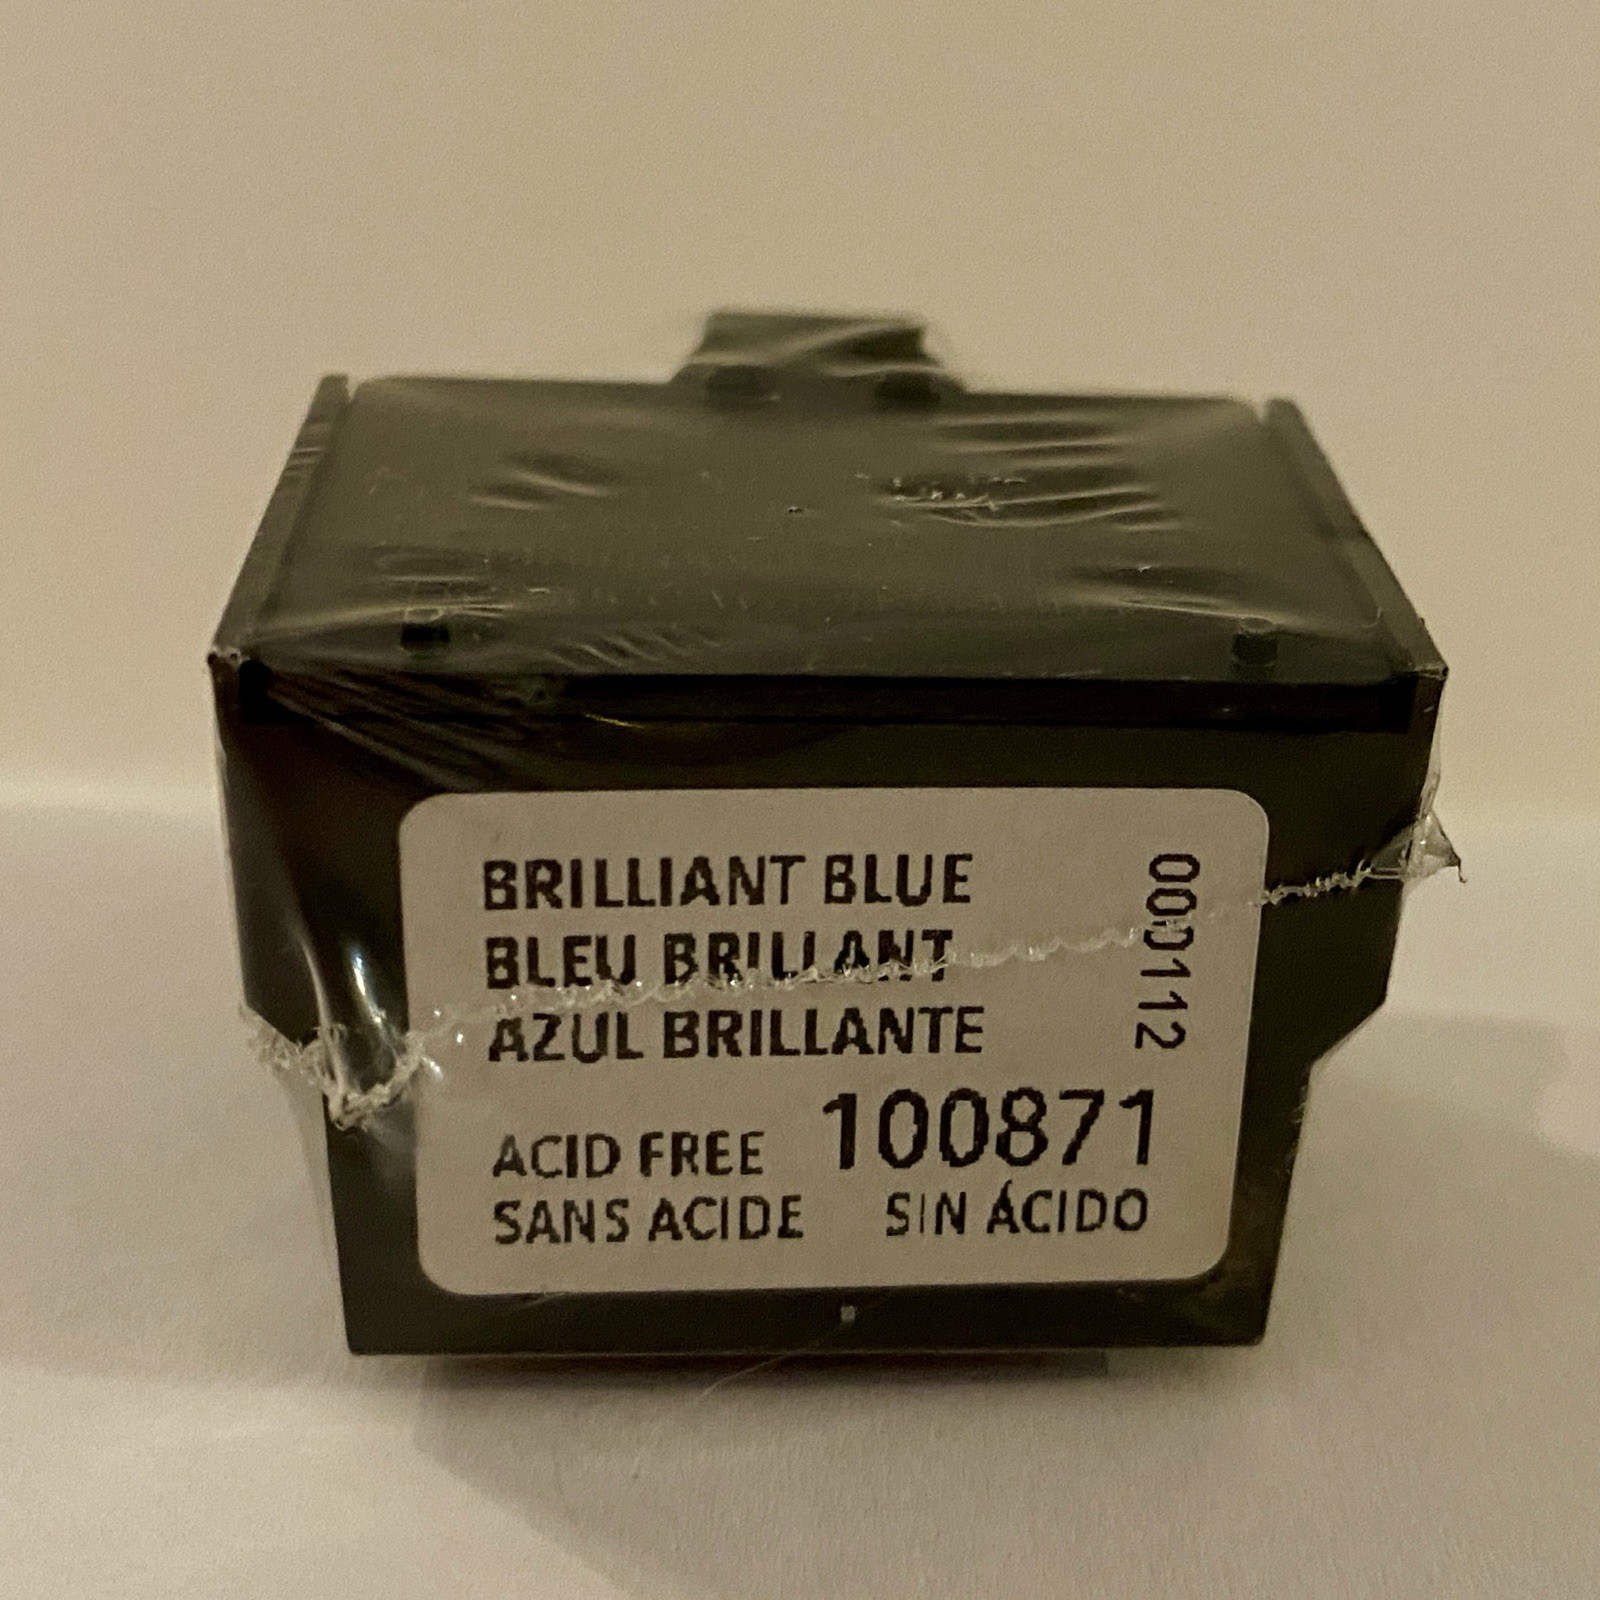 BRILLIANT BLUE
BLEU BRILLANT
AZUL BRILLANTE
ACID FREE 100871
SANS ACIDE SIN ÁCIDO
000112